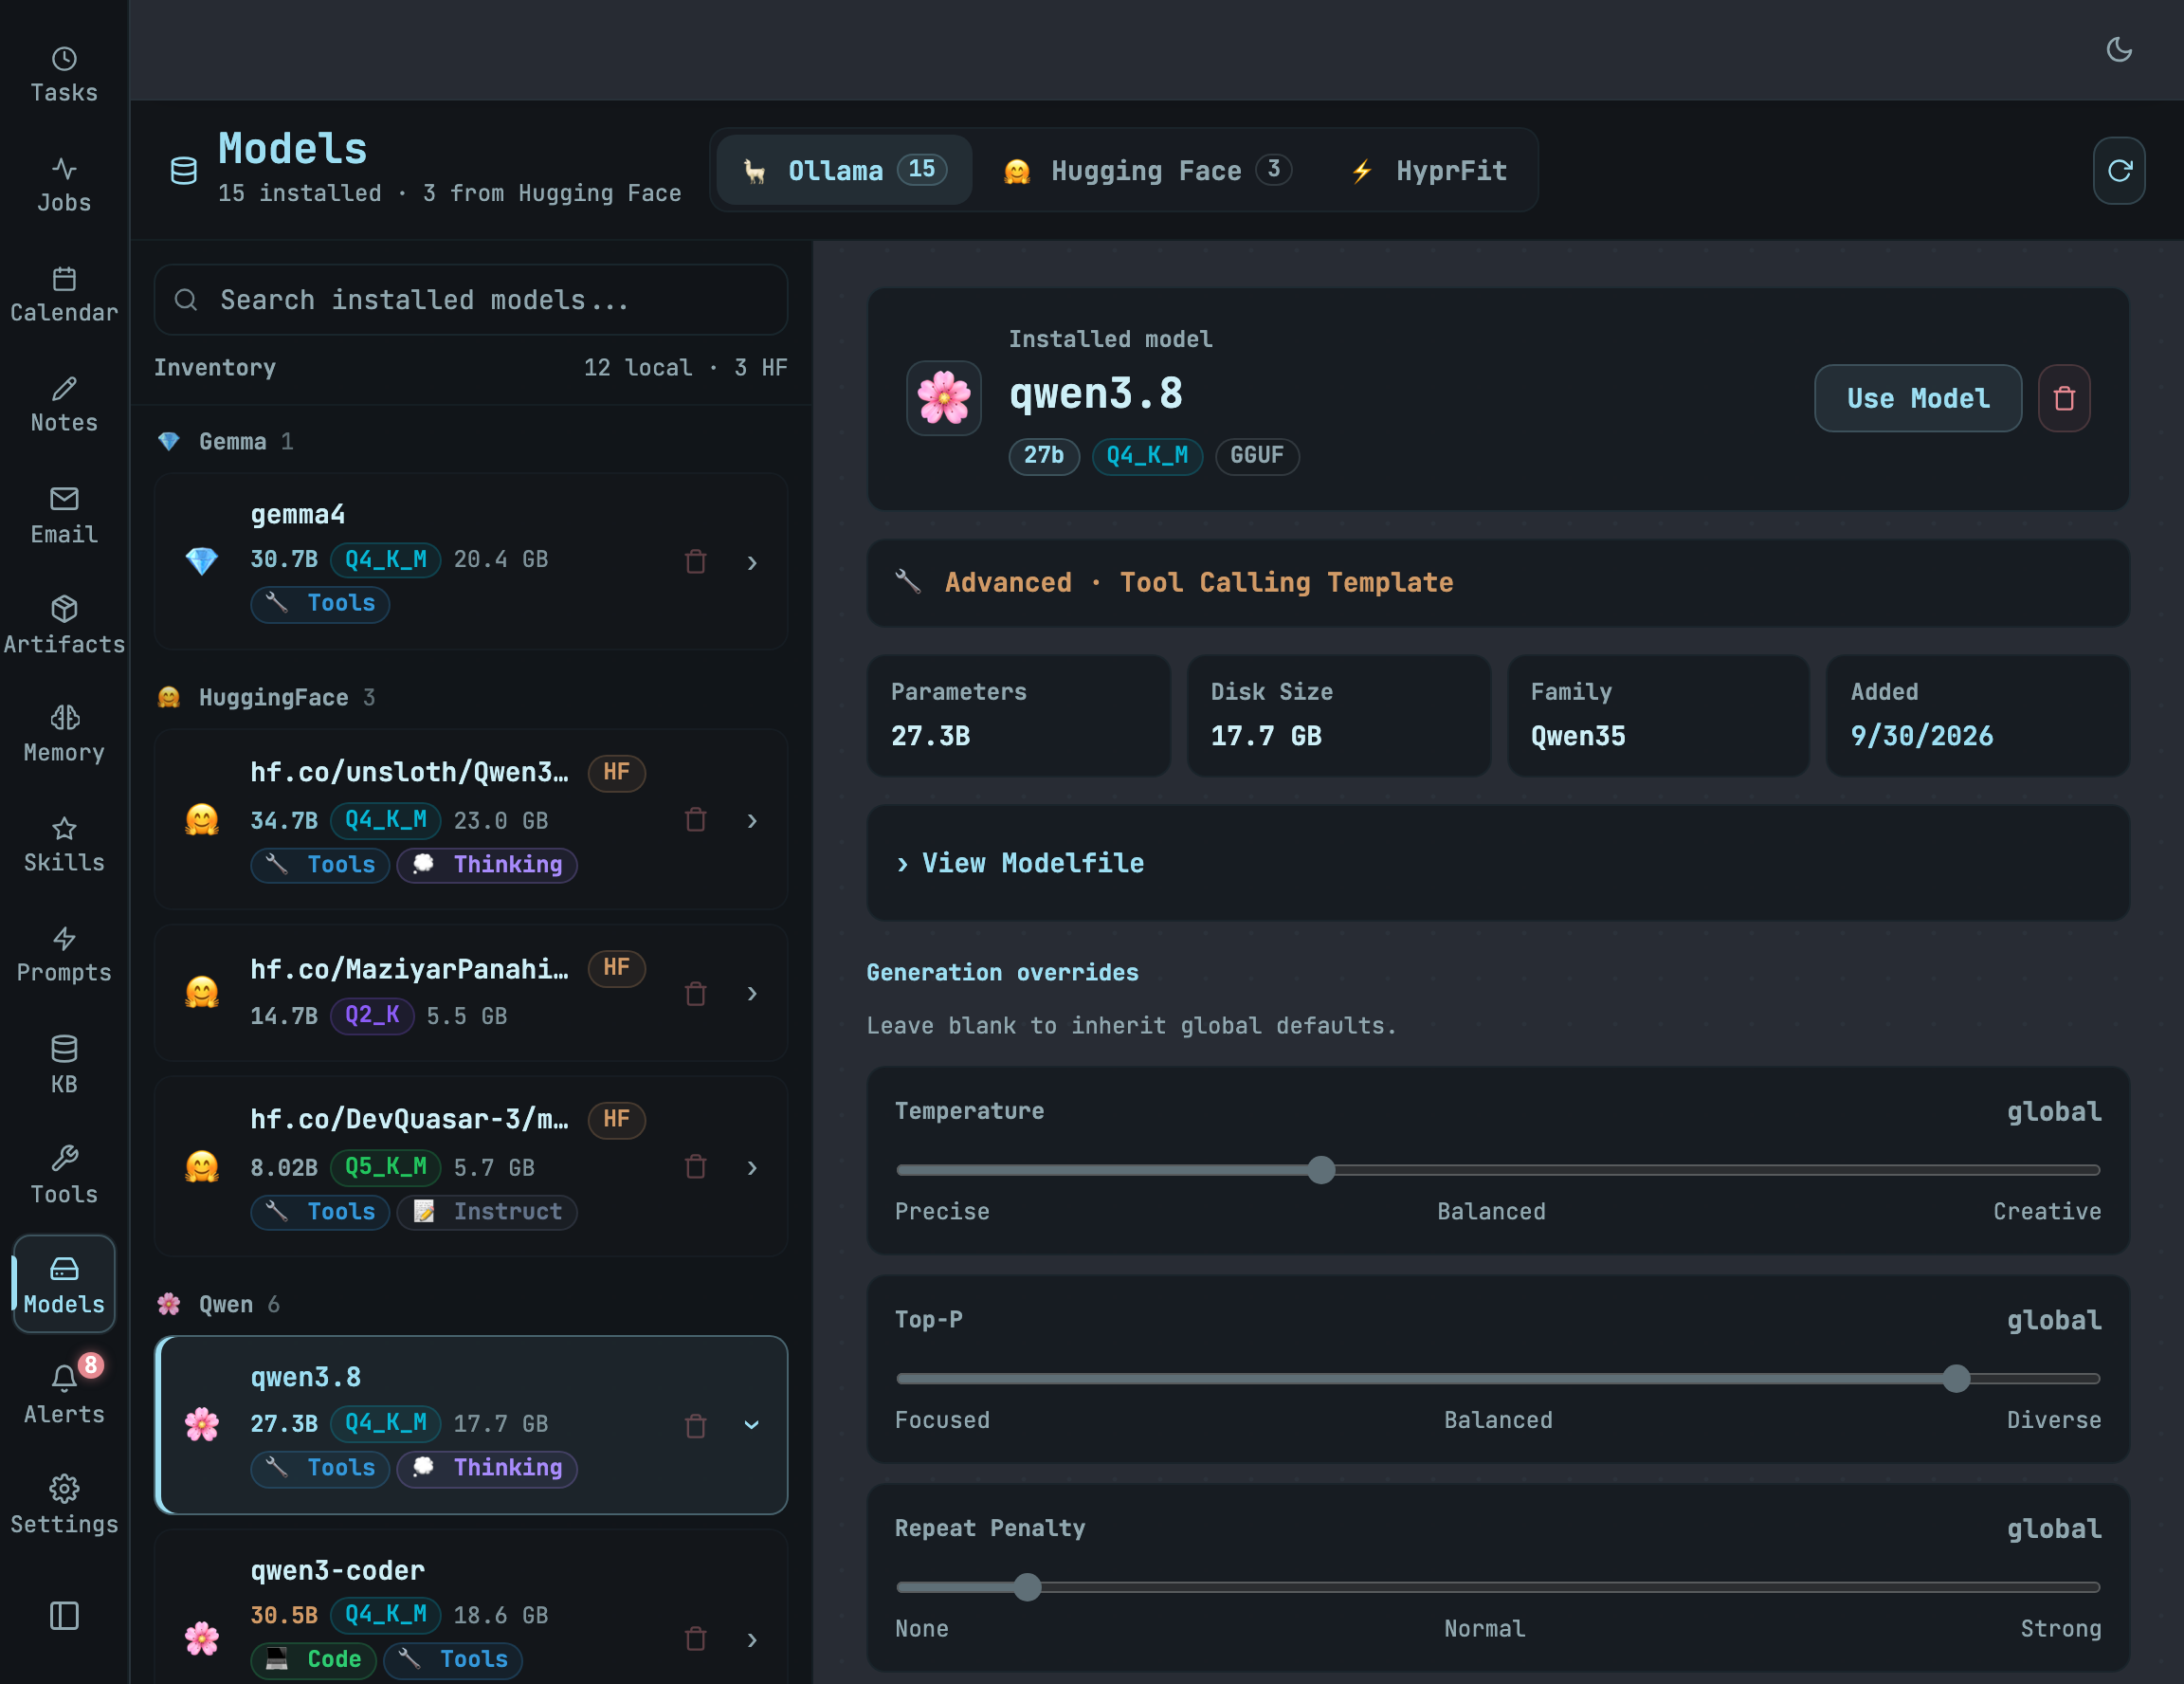 Tasks
Jobs
Calendar
Notes
Email
Artifacts
Memory
Skills
Prompts
KB
Tools
Models
8
Alerts
Settings
Models
15 installed · 3 from Hugging Face
Ollama 15
Hugging Face 3
HyprFit
Search installed models...
Inventory 12 local · 3 HF
Gemma 1
gemma4
30.7B Q4_K_M 20.4 GB
Tools
HuggingFace 3
hf.co/unsloth/Qwen3… HF
34.7B Q4_K_M 23.0 GB
Tools Thinking
hf.co/MaziyarPanahi… HF
14.7B Q2_K 5.5 GB
hf.co/DevQuasar-3/m… HF
8.02B Q5_K_M 5.7 GB
Tools Instruct
Qwen 6
qwen3.8
27.3B Q4_K_M 17.7 GB
Tools Thinking
qwen3-coder
30.5B Q4_K_M 18.6 GB
Code Tools
Installed model
qwen3.8
27b Q4_K_M GGUF
Use Model
Advanced · Tool Calling Template
Parameters
27.3B
Disk Size
17.7 GB
Family
Qwen35
Added
9/30/2026
› View Modelfile
Generation overrides
Leave blank to inherit global defaults.
Temperature global
Precise Balanced Creative
Top-P global
Focused Balanced Diverse
Repeat Penalty global
None Normal Strong